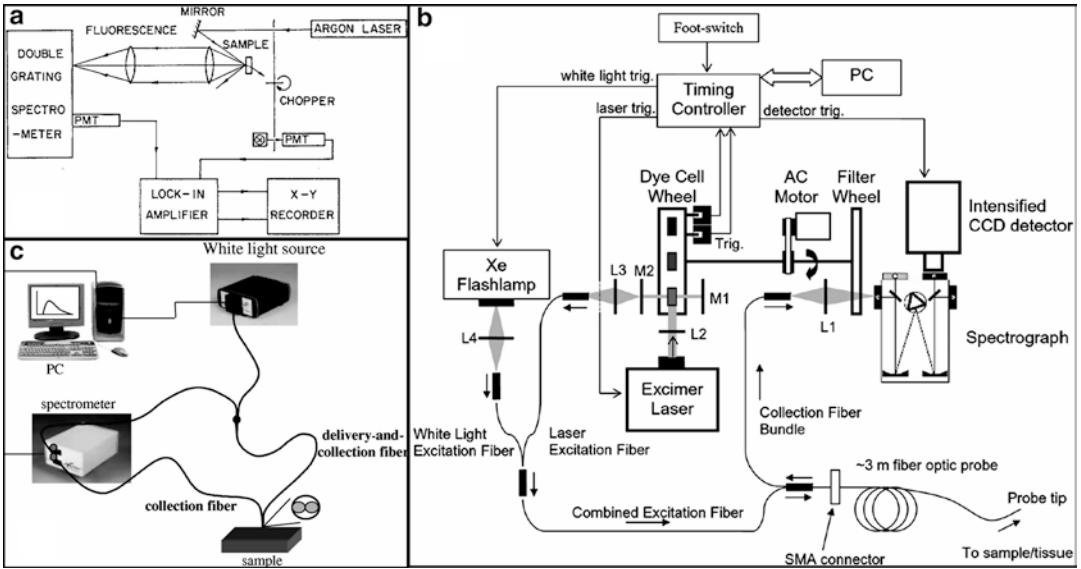 a
MIRROR
FLUORESCENCE
ARGON LASER
SAMPLE
DOUBLE
GRATING
SPECTRO
-METER
CHOPPER
PMT
PMT
LOCK-IN
AMPLIFIER
X-Y
RECORDER
b
Foot-switch
white light trig.
laser trig.
Timing
Controller
PC
detector trig.
Dye Cell
Wheel
AC
Motor
Filter
Wheel
Intensified
CCD detector
Trig.
Xe
Flashlamp
L3
M2
M1
L4
L2
L1
Spectrograph
Excimer
Laser
White Light
Excitation Fiber
Laser
Excitation Fiber
Collection Fiber
Bundle
~3 m fiber optic probe
Probe tip
Combined Excitation Fiber
SMA connector
To sample/tissue
c
White light source
PC
spectrometer
delivery-and-
collection fiber
collection fiber
sample